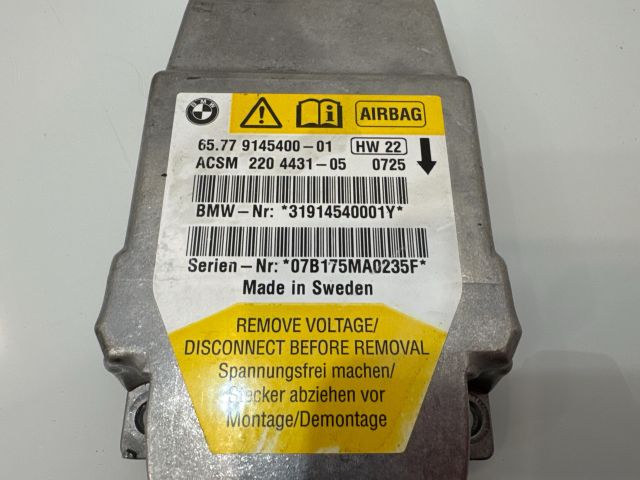 BMW
AIRBAG
65.77 9145400-01 HW 22
ACSM 220 4431-05 0725
BMW-Nr: *31914540001Y*
Serien-Nr: *07B175MA0235F*
Made in Sweden
REMOVE VOLTAGE/
DISCONNECT BEFORE REMOVAL
Spannungsfrei machen/
Stecker abziehen vor
Montage/Demontage